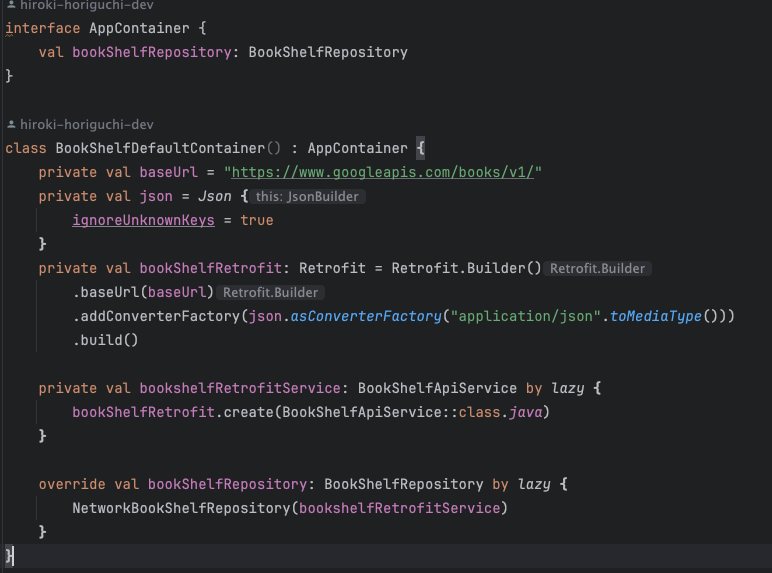 hiroki-horiguchi-dev
interface AppContainer {
    val bookShelfRepository: BookShelfRepository
}
hiroki-horiguchi-dev
class BookShelfDefaultContainer() : AppContainer {
    private val baseUrl = "https://www.googleapis.com/books/v1/"
    private val json = Json { this: JsonBuilder
        ignoreUnknownKeys = true
    }
    private val bookShelfRetrofit: Retrofit = Retrofit.Builder() Retrofit.Builder
        .baseUrl(baseUrl) Retrofit.Builder
        .addConverterFactory(json.asConverterFactory("application/json".toMediaType()))
        .build()
    private val bookshelfRetrofitService: BookShelfApiService by lazy {
        bookShelfRetrofit.create(BookShelfApiService::class.java)
    }
    override val bookShelfRepository: BookShelfRepository by lazy {
        NetworkBookShelfRepository(bookshelfRetrofitService)
    }
}